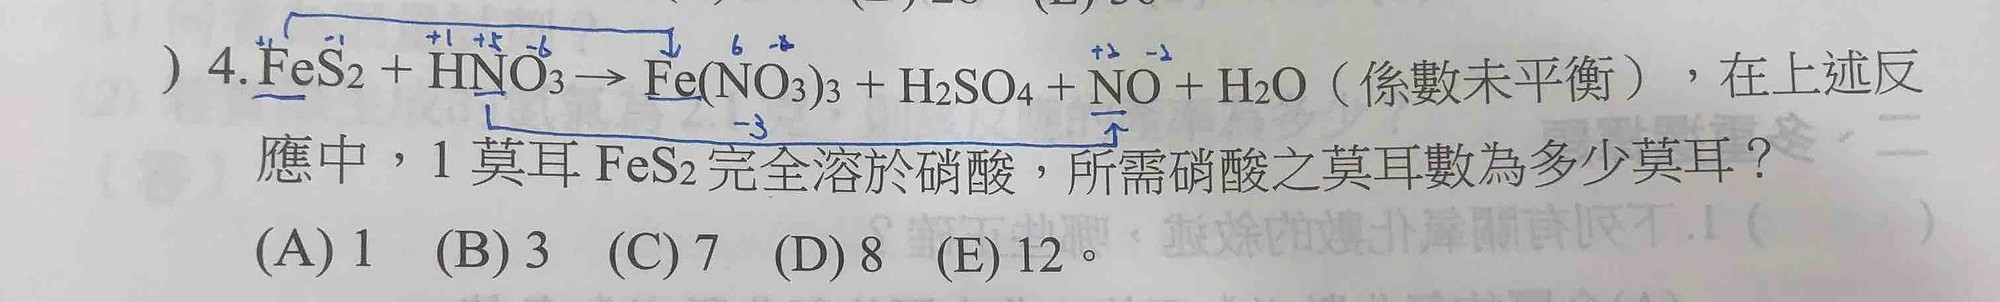 ) 4. FeS2 + HNO3 → Fe(NO3)3 + H2SO4 + NO + H2O（係數未平衡），在上述反
-3
應中，1 莫耳 FeS2 完全溶於硝酸，所需硝酸之莫耳數為多少莫耳？
(A) 1 (B) 3 (C) 7 (D) 8 (E) 12。